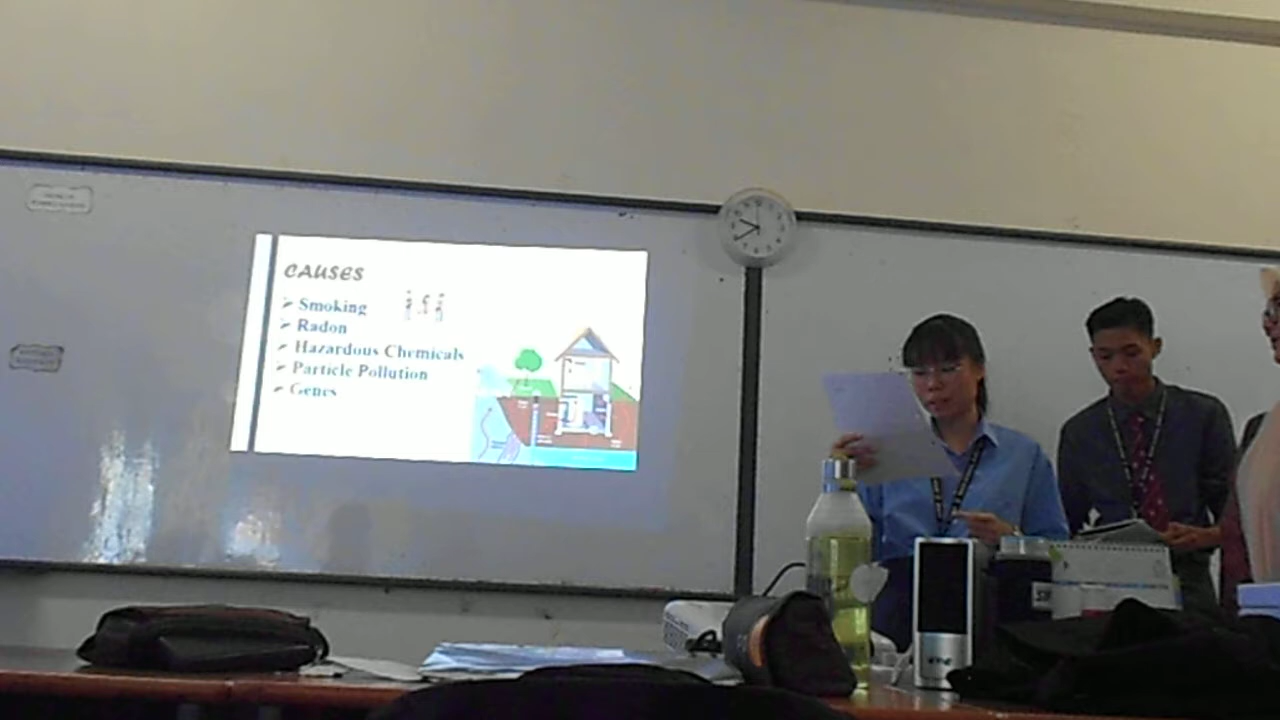 CAUSES
Smoking
Radon
Hazardous Chemicals
Particle Pollution
Genes